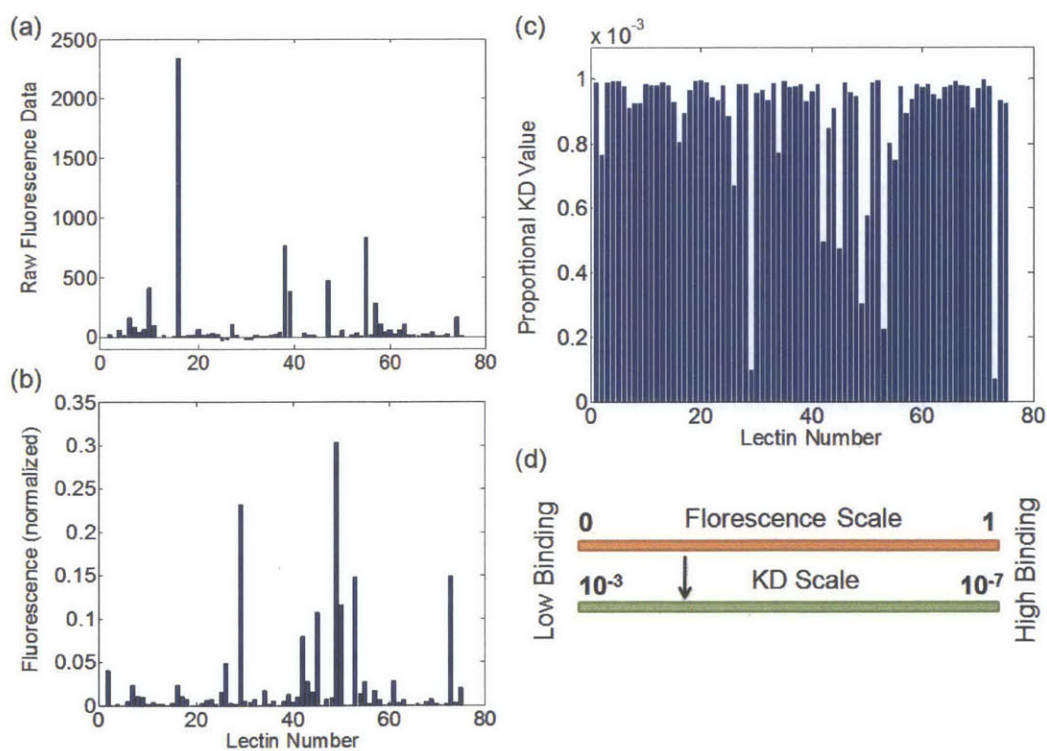 (a)
2500
2000
1500
1000
500
0
Raw Fluorescence Data
0 20 40 60 80
(b)
0.35
0.3
0.25
0.2
0.15
0.1
0.05
0
Fluorescence (normalized)
0 20 40 60 80
Lectin Number
(c)
x 10-3
1
0.8
0.6
0.4
0.2
0
Proportional KD Value
0 20 40 60 80
Lectin Number
(d)
Low Binding
0 Florescence Scale 1
10-3 KD Scale 10-7
High Binding